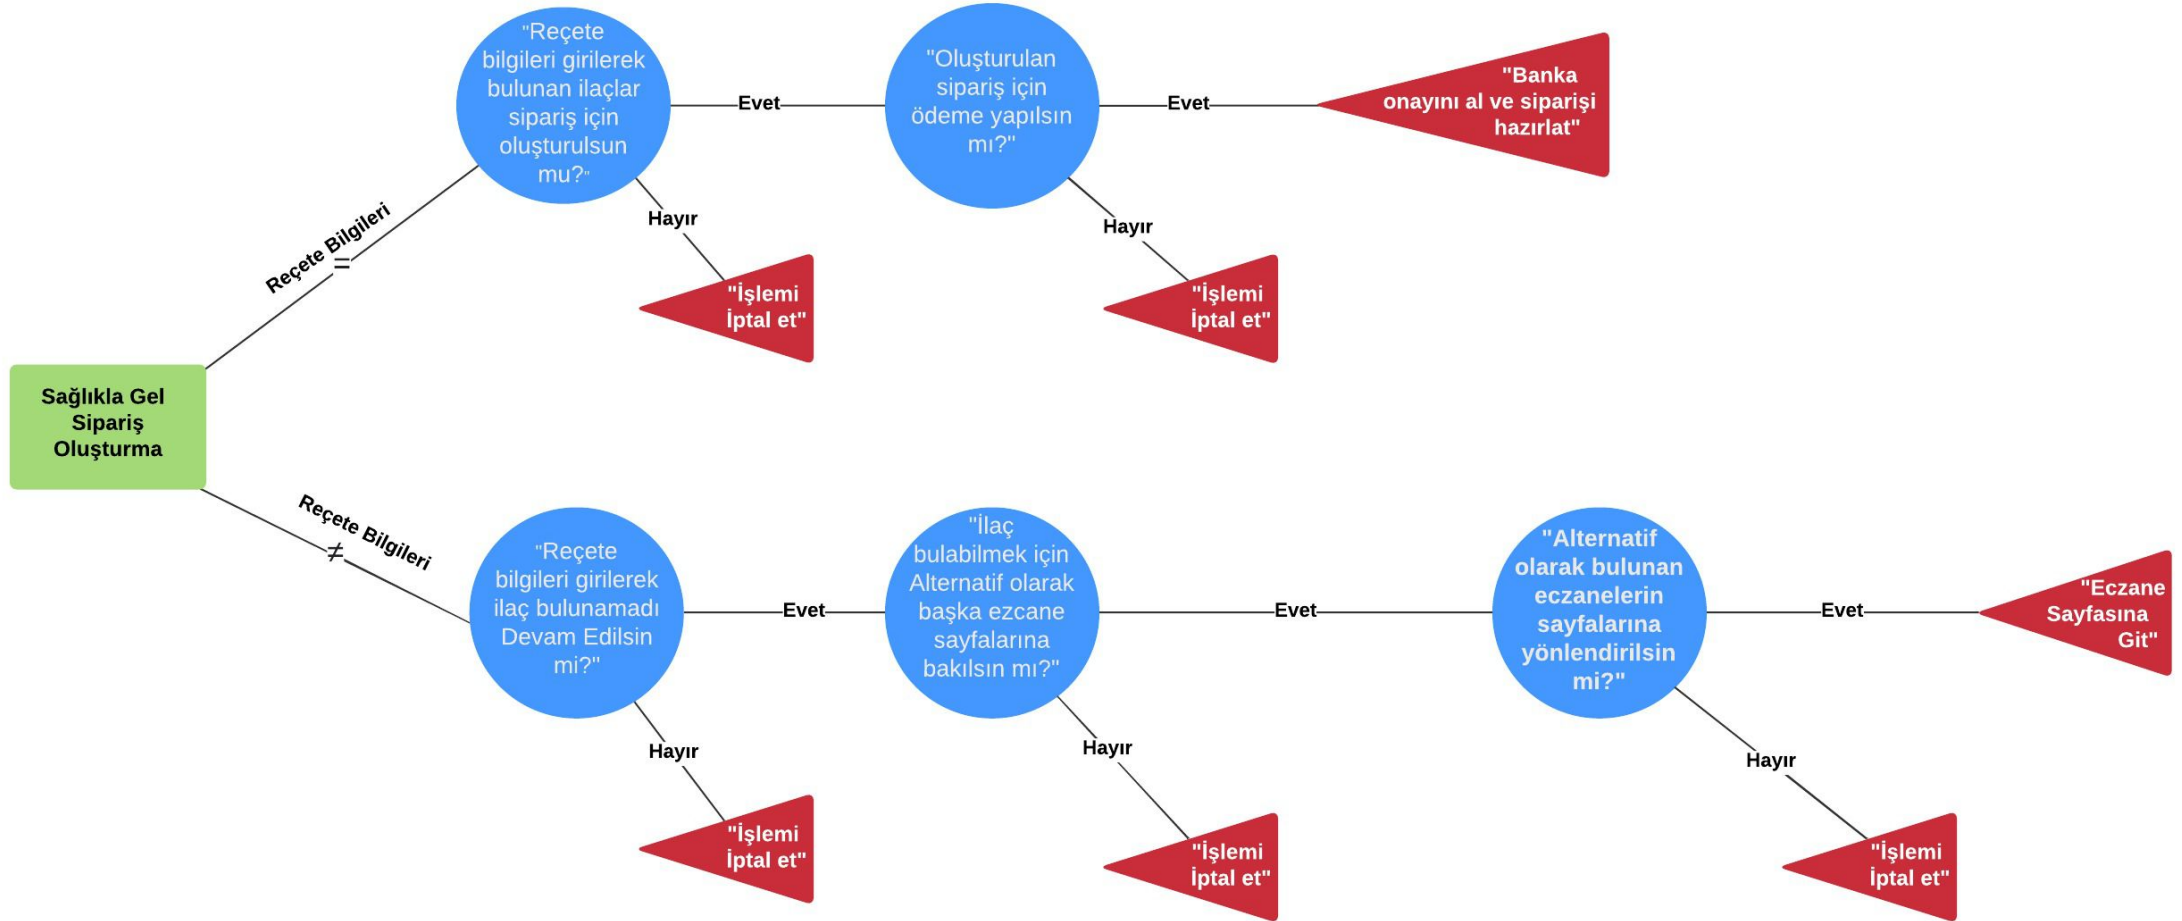 "Reçete
bilgileri girilerek
bulunan ilaçlar
sipariş için
oluşturulsun
mu?"
Evet
"Oluşturulan
sipariş için
ödeme yapılsın
mı?"
Evet
"Banka
onayını al ve siparişi
hazırlat"
Reçete Bilgileri
=
Hayır
"İşlemi
İptal et"
Hayır
"İşlemi
İptal et"
Sağlıkla Gel
Sipariş
Oluşturma
Reçete Bilgileri
≠
"Reçete
bilgileri girilerek
ilaç bulunamadı
Devam Edilsin
mi?"
Evet
"İlaç
bulabilmek için
Alternatif olarak
başka ezcane
sayfalarına
bakılsın mı?"
Evet
"Alternatif
olarak bulunan
eczanelerin
sayfalarına
yönlendirilsin
mi?"
Evet
"Eczane
Sayfasına
Git"
Hayır
"İşlemi
İptal et"
Hayır
"İşlemi
İptal et"
Hayır
"İşlemi
İptal et"